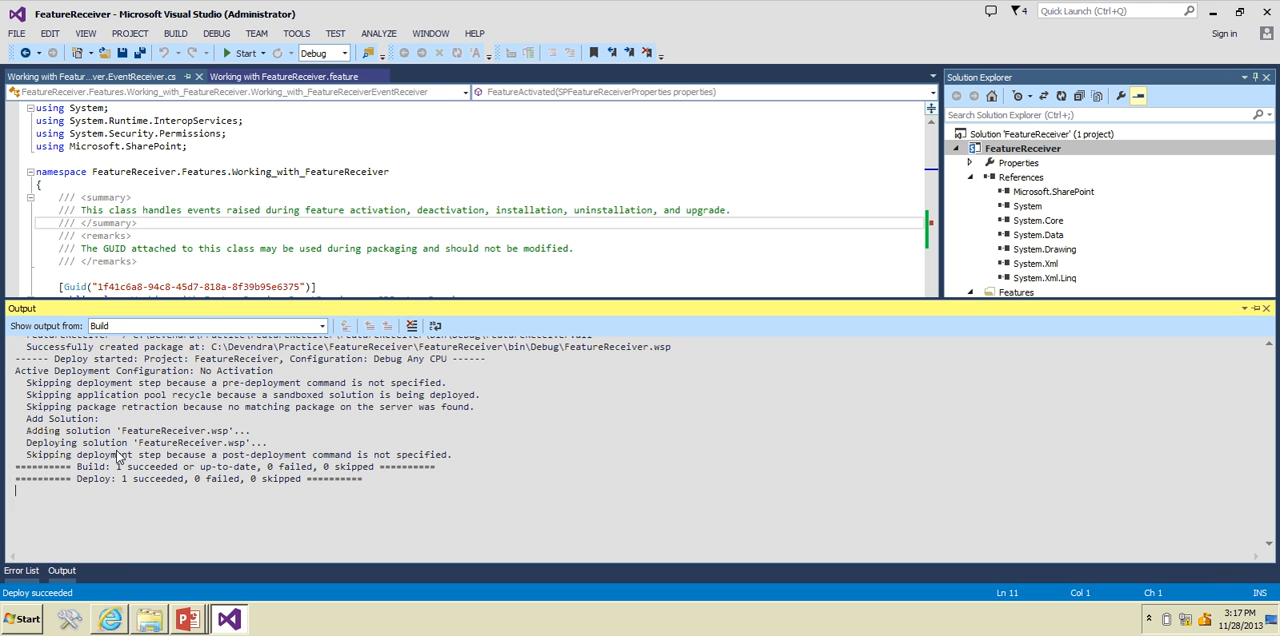 FeatureReceiver - Microsoft Visual Studio (Administrator)
4
Quick Launch (Ctrl+Q)
FILE EDIT VIEW PROJECT BUILD DEBUG TEAM TOOLS TEST ANALYZE WINDOW HELP
Sign in
Start
Debug
Working with Featur...ver.EventReceiver.cs
Working with FeatureReceiver.feature
FeatureReceiver.Features.Working_with_FeatureReceiver.Working_with_FeatureReceiverEventReceiver
FeatureActivated(SPFeatureReceiverProperties properties)
using System;
using System.Runtime.InteropServices;
using System.Security.Permissions;
using Microsoft.SharePoint;
namespace FeatureReceiver.Features.Working_with_FeatureReceiver
{
/// <summary>
/// This class handles events raised during feature activation, deactivation, installation, uninstallation, and upgrade.
/// </summary>
/// <remarks>
/// The GUID attached to this class may be used during packaging and should not be modified.
/// </remarks>
[Guid("1f41c6a8-94c8-45d7-818a-8f39b95e6375")]
Solution Explorer
Search Solution Explorer (Ctrl+;)
Solution 'FeatureReceiver' (1 project)
FeatureReceiver
Properties
References
Microsoft.SharePoint
System
System.Core
System.Data
System.Drawing
System.Xml
System.Xml.Linq
Features
Output
Show output from: Build
Successfully created package at: C:\Devendra\Practice\FeatureReceiver\FeatureReceiver\bin\Debug\FeatureReceiver.wsp
------ Deploy started: Project: FeatureReceiver, Configuration: Debug Any CPU ------
Active Deployment Configuration: No Activation
Skipping deployment step because a pre-deployment command is not specified.
Skipping application pool recycle because a sandboxed solution is being deployed.
Skipping package retraction because no matching package on the server was found.
Add Solution:
Adding solution 'FeatureReceiver.wsp'...
Deploying solution 'FeatureReceiver.wsp'...
Skipping deployment step because a post-deployment command is not specified.
========== Build: 1 succeeded or up-to-date, 0 failed, 0 skipped ==========
========== Deploy: 1 succeeded, 0 failed, 0 skipped ==========
Error List Output
Deploy succeeded
Ln 11 Col 1 Ch 1 INS
Start
3:17 PM
11/28/2013